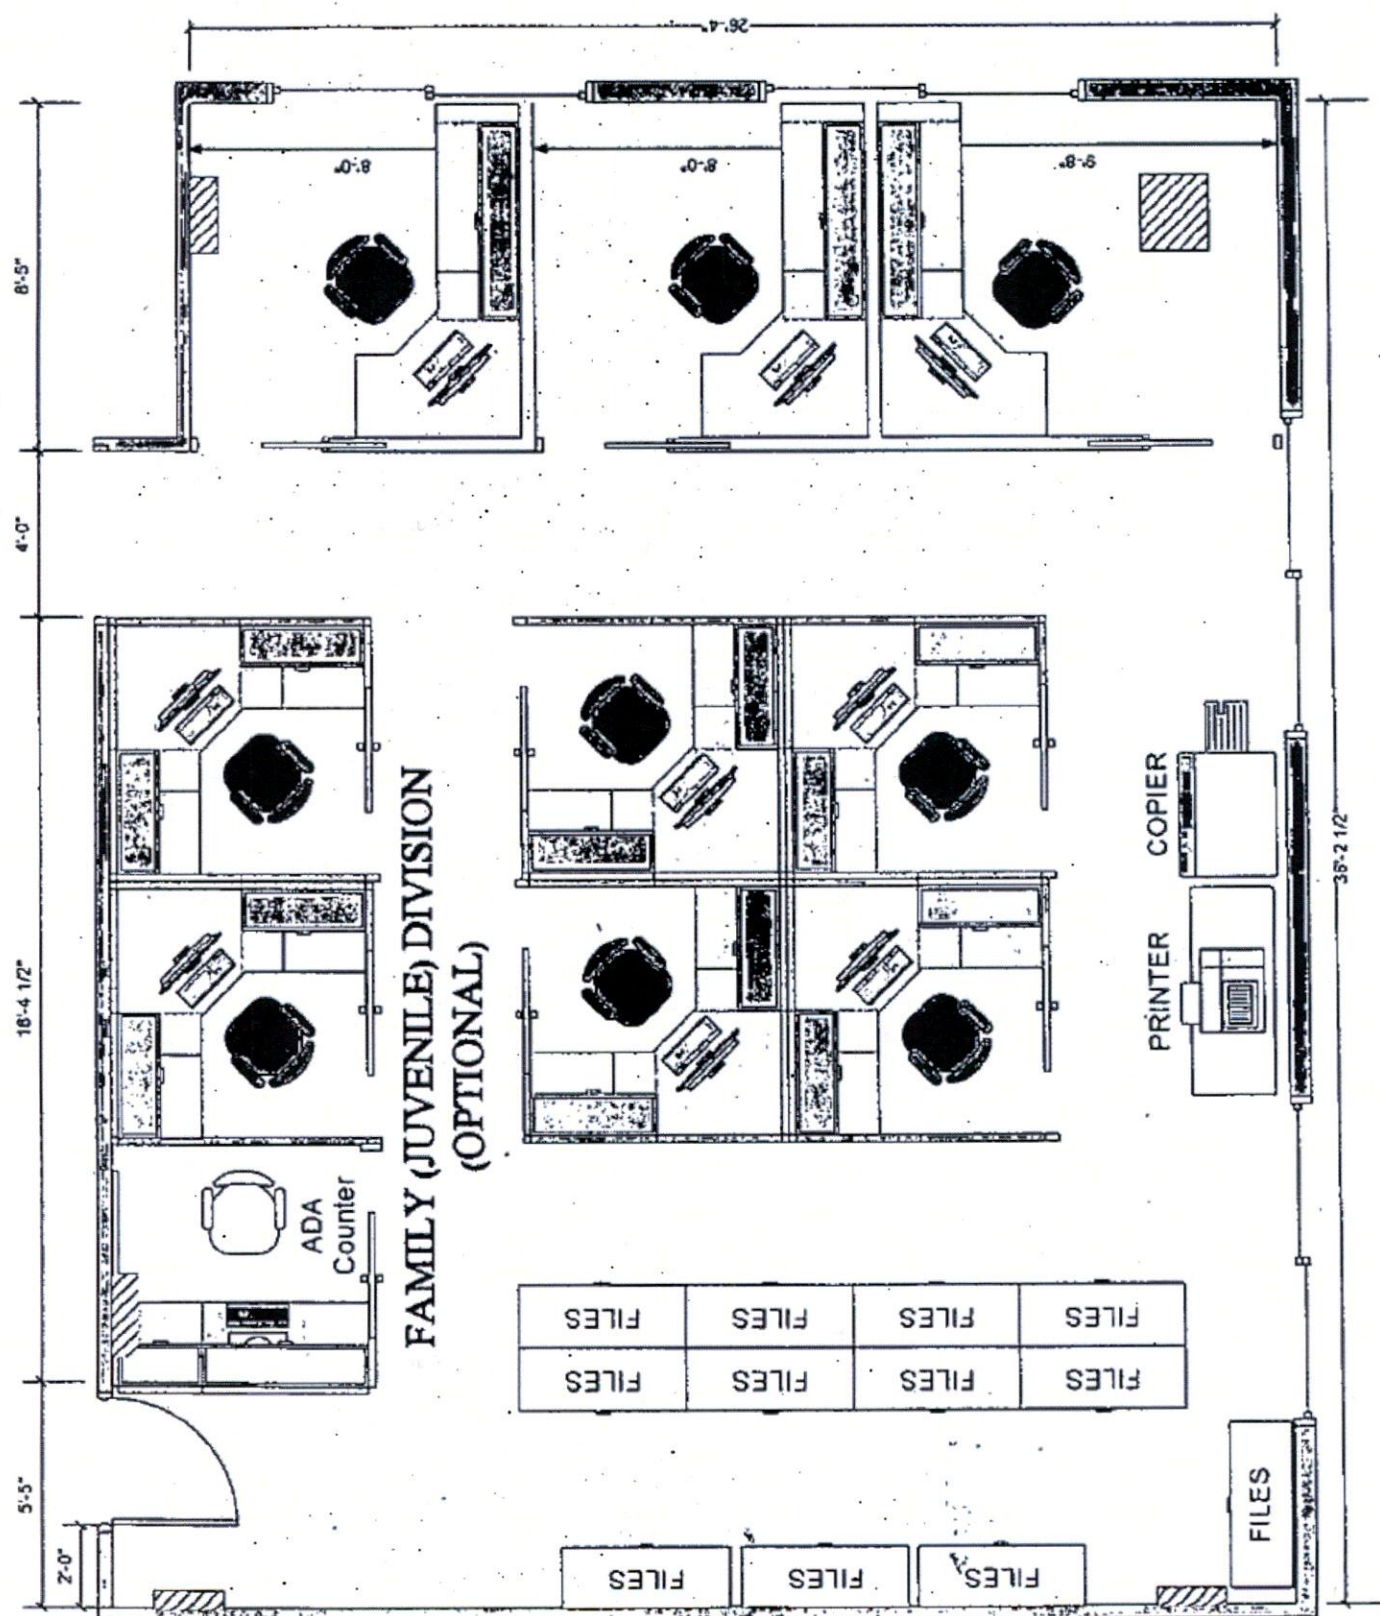 26'-4"
8'-0"
8'-0"
9'-8"
8'-5"
4'-0"
16'-4 1/2"
5'-5"
2'-0"
36'-2 1/2"
FAMILY (JUVENILE) DIVISION
(OPTIONAL)
ADA
Counter
COPIER
PRINTER
FILES
FILES
FILES
FILES
FILES
FILES
FILES
FILES
FILES
FILES
FILES
FILES